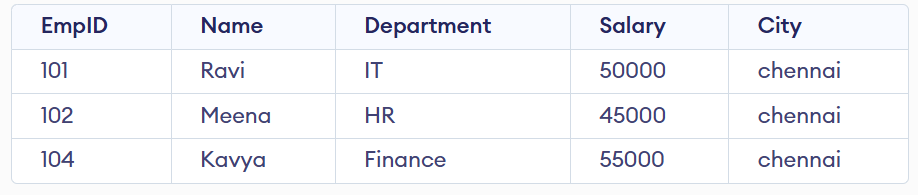 EmpID Name Department Salary City
101 Ravi IT 50000 chennai
102 Meena HR 45000 chennai
104 Kavya Finance 55000 chennai